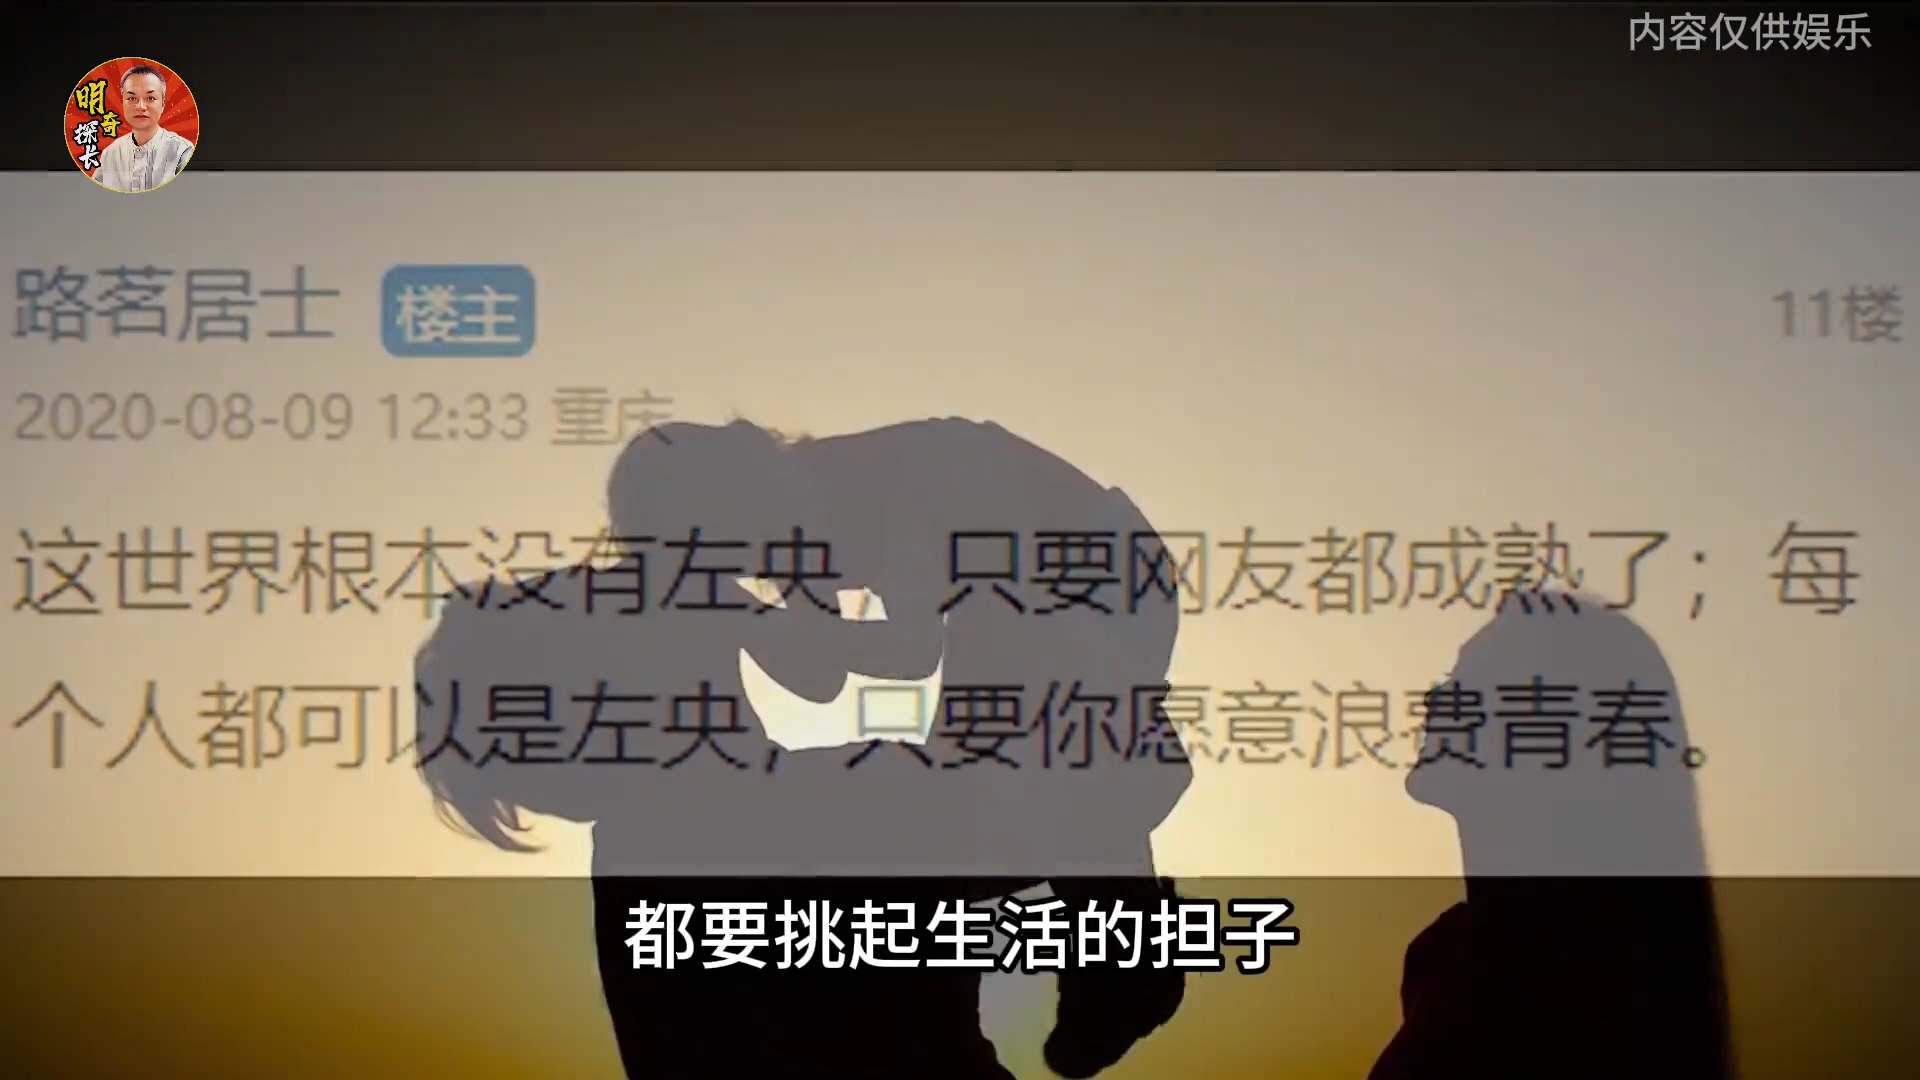 内容仅供娱乐
明奇探长
路茗居士 楼主 11楼
2020-08-09 12:33 重庆
这世界根本没有左央，只要网友都成熟了；每
个人都可以是左央，只要你愿意浪费青春。
都要挑起生活的担子